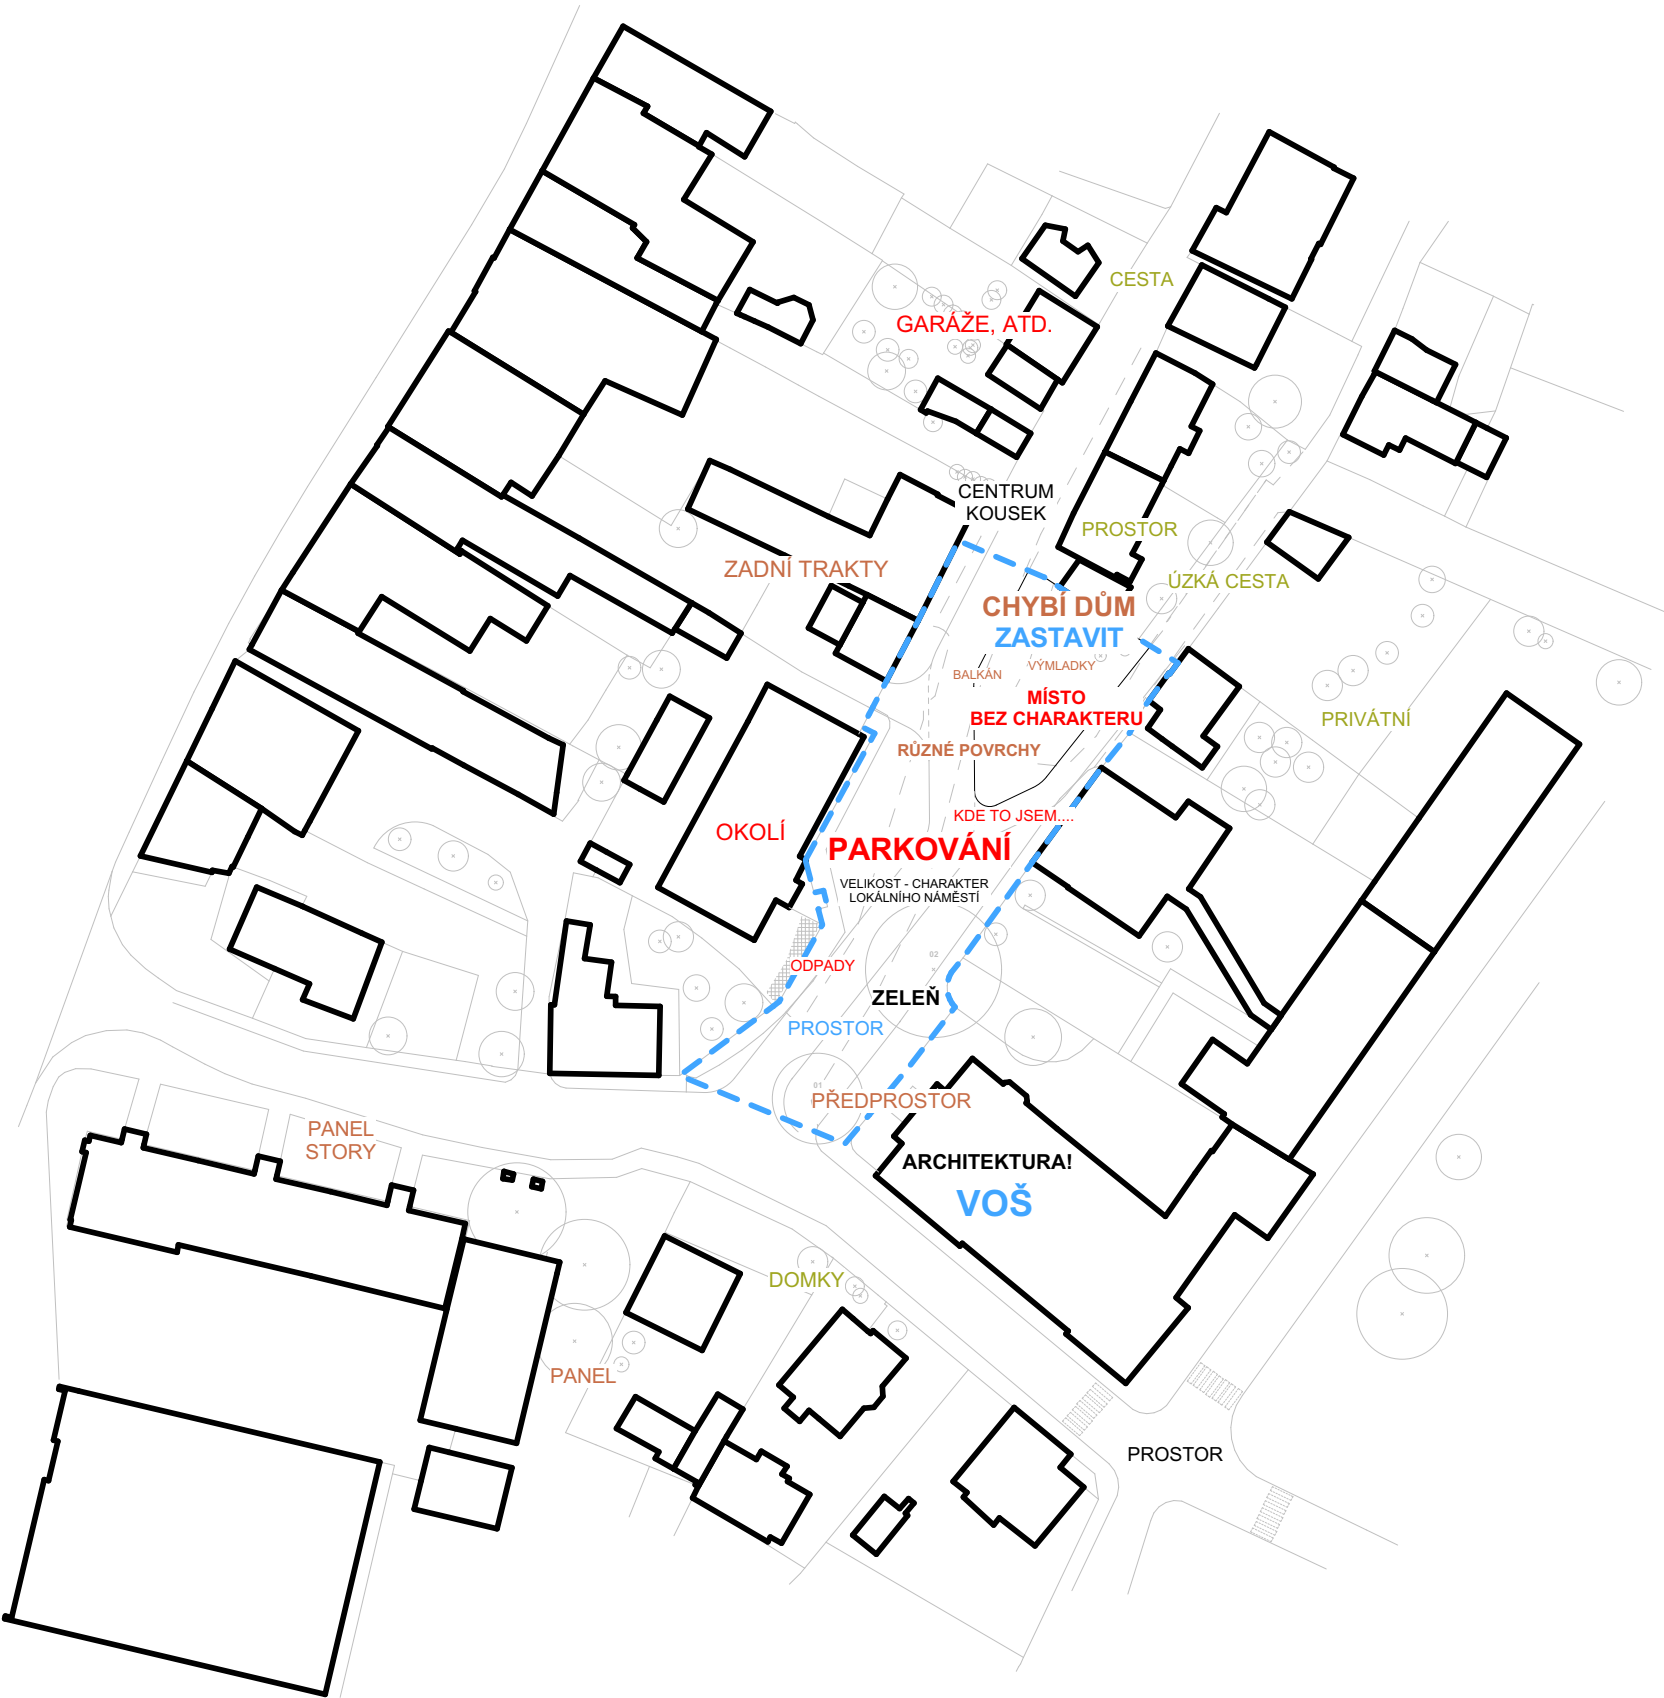 CESTA
GARÁŽE, ATD.
CENTRUM
KOUSEK
PROSTOR
ZADNÍ TRAKTY
ÚZKÁ CESTA
CHYBÍ DŮM
ZASTAVIT
VÝMLADKY
BALKÁN
MÍSTO
BEZ CHARAKTERU
PRIVÁTNÍ
RŮZNÉ POVRCHY
KDE TO JSEM....
OKOLÍ
PARKOVÁNÍ
VELIKOST - CHARAKTER
LOKÁLNÍHO NÁMĚSTÍ
02
ODPADY
ZELEŇ
PROSTOR
01
PŘEDPROSTOR
PANEL
STORY
ARCHITEKTURA!
VOŠ
DOMKY
PANEL
PROSTOR